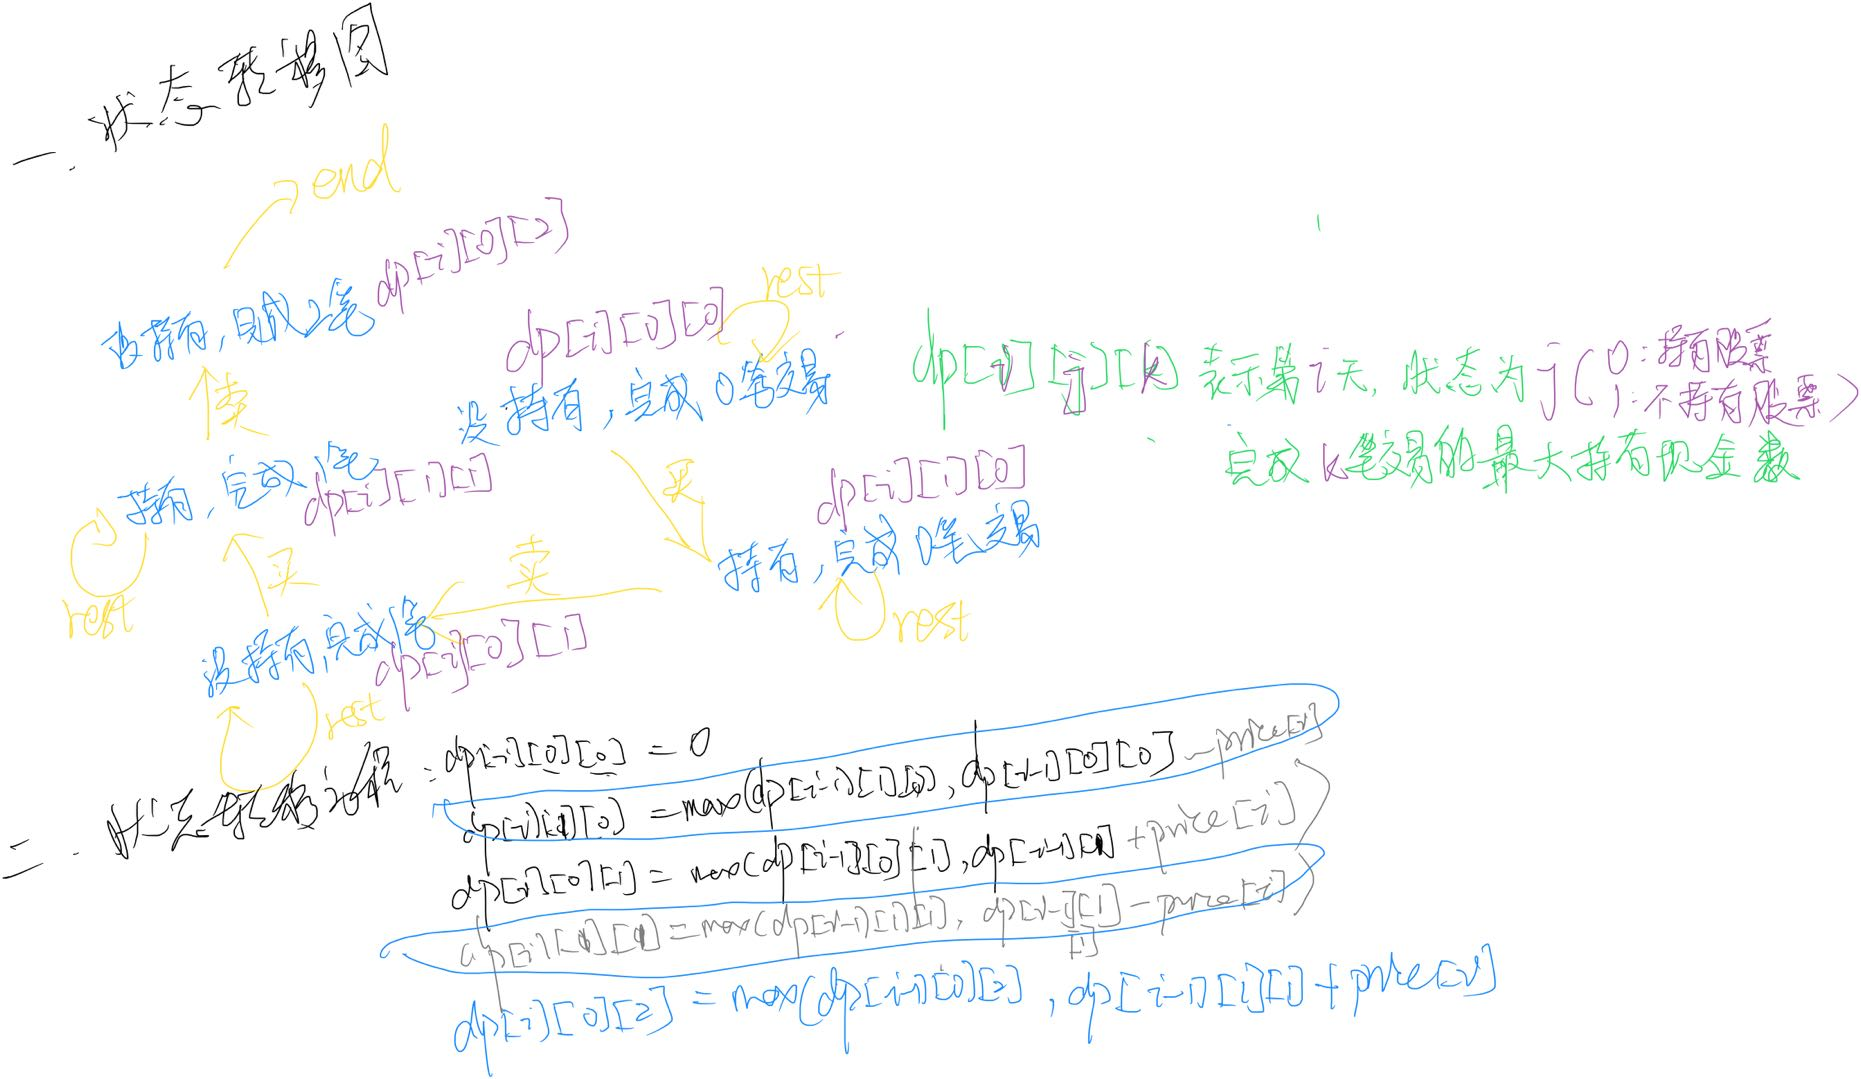 一. 状态转移图
end
没持有, 完成2笔 dp[i][0][2]
卖
持有, 完成1笔
dp[i][1][1]
rest
买
没持有,完成1笔
dp[i][0][1]
rest
卖
dp[i][0][0]
rest
没持有, 完成0笔交易
买
dp[i][1][0]
持有, 完成0笔交易
rest
dp[i][j][k] 表示第i天, 状态为j(0:持有股票
1:不持有股票)
完成k笔交易的最大持有现金数
二. 状态转移方程: dp[i][0][0] = 0
dp[i][1][0] = max(dp[i-1][1][0], dp[i-1][0][0] - price[i]
dp[i][0][1] = max(dp[i-1][0][1], dp[i-1][1] + price[i])
dp[i][1][1] = max(dp[i-1][1][1], dp[i-1][1] - price[i])
dp[i][0][2] = max(dp[i-1][0][2], dp[i-1][1][1] + price[i]